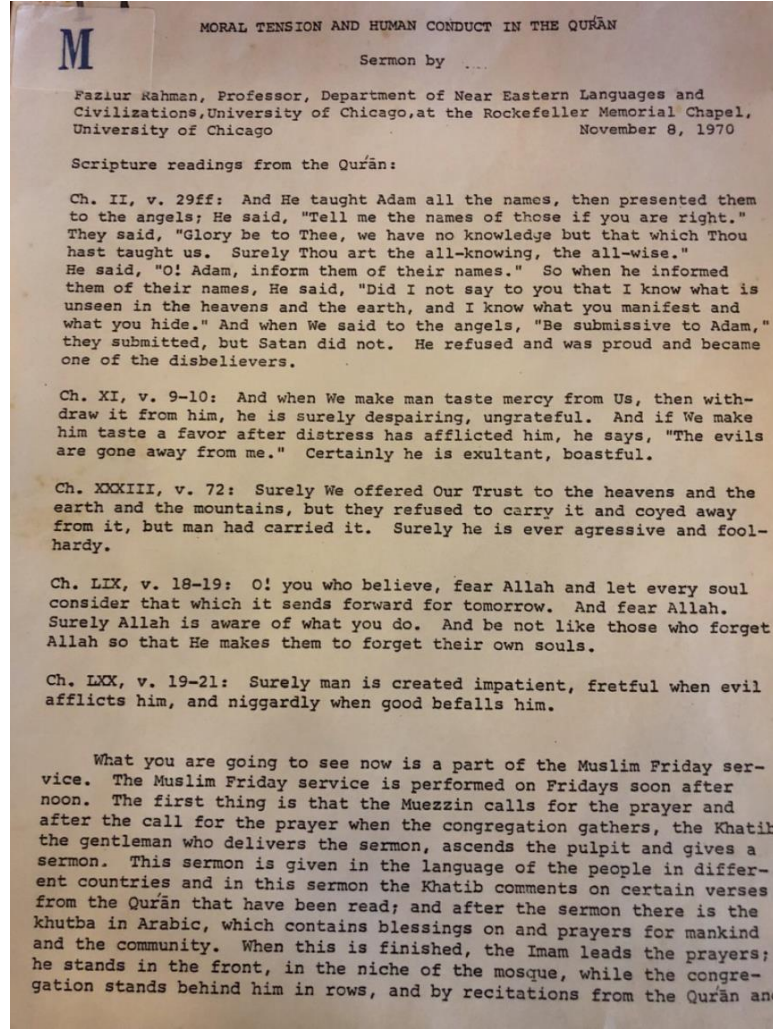 M
MORAL TENSION AND HUMAN CONDUCT IN THE QUR'ĀN
Sermon by ....
Fazlur Rahman, Professor, Department of Near Eastern Languages and
Civilizations,University of Chicago,at the Rockefeller Memorial Chapel,
University of Chicago November 8, 1970
Scripture readings from the Qur'ān:
Ch. II, v. 29ff: And He taught Adam all the names, then presented them
to the angels; He said, "Tell me the names of those if you are right."
They said, "Glory be to Thee, we have no knowledge but that which Thou
hast taught us. Surely Thou art the all-knowing, the all-wise."
He said, "O! Adam, inform them of their names." So when he informed
them of their names, He said, "Did I not say to you that I know what is
unseen in the heavens and the earth, and I know what you manifest and
what you hide." And when We said to the angels, "Be submissive to Adam,"
they submitted, but Satan did not. He refused and was proud and became
one of the disbelievers.
Ch. XI, v. 9-10: And when We make man taste mercy from Us, then with-
draw it from him, he is surely despairing, ungrateful. And if We make
him taste a favor after distress has afflicted him, he says, "The evils
are gone away from me." Certainly he is exultant, boastful.
Ch. XXXIII, v. 72: Surely We offered Our Trust to the heavens and the
earth and the mountains, but they refused to carry it and coyed away
from it, but man had carried it. Surely he is ever agressive and fool-
hardy.
Ch. LIX, v. 18-19: O! you who believe, fear Allah and let every soul
consider that which it sends forward for tomorrow. And fear Allah.
Surely Allah is aware of what you do. And be not like those who forget
Allah so that He makes them to forget their own souls.
Ch. LXX, v. 19-21: Surely man is created impatient, fretful when evil
afflicts him, and niggardly when good befalls him.
What you are going to see now is a part of the Muslim Friday ser-
vice. The Muslim Friday service is performed on Fridays soon after
noon. The first thing is that the Muezzin calls for the prayer and
after the call for the prayer when the congregation gathers, the Khatib
the gentleman who delivers the sermon, ascends the pulpit and gives a
sermon. This sermon is given in the language of the people in differ-
ent countries and in this sermon the Khatib comments on certain verses
from the Qur'ān that have been read; and after the sermon there is the
khutba in Arabic, which contains blessings on and prayers for mankind
and the community. When this is finished, the Imam leads the prayers;
he stands in the front, in the niche of the mosque, while the congre-
gation stands behind him in rows, and by recitations from the Qur'ān and